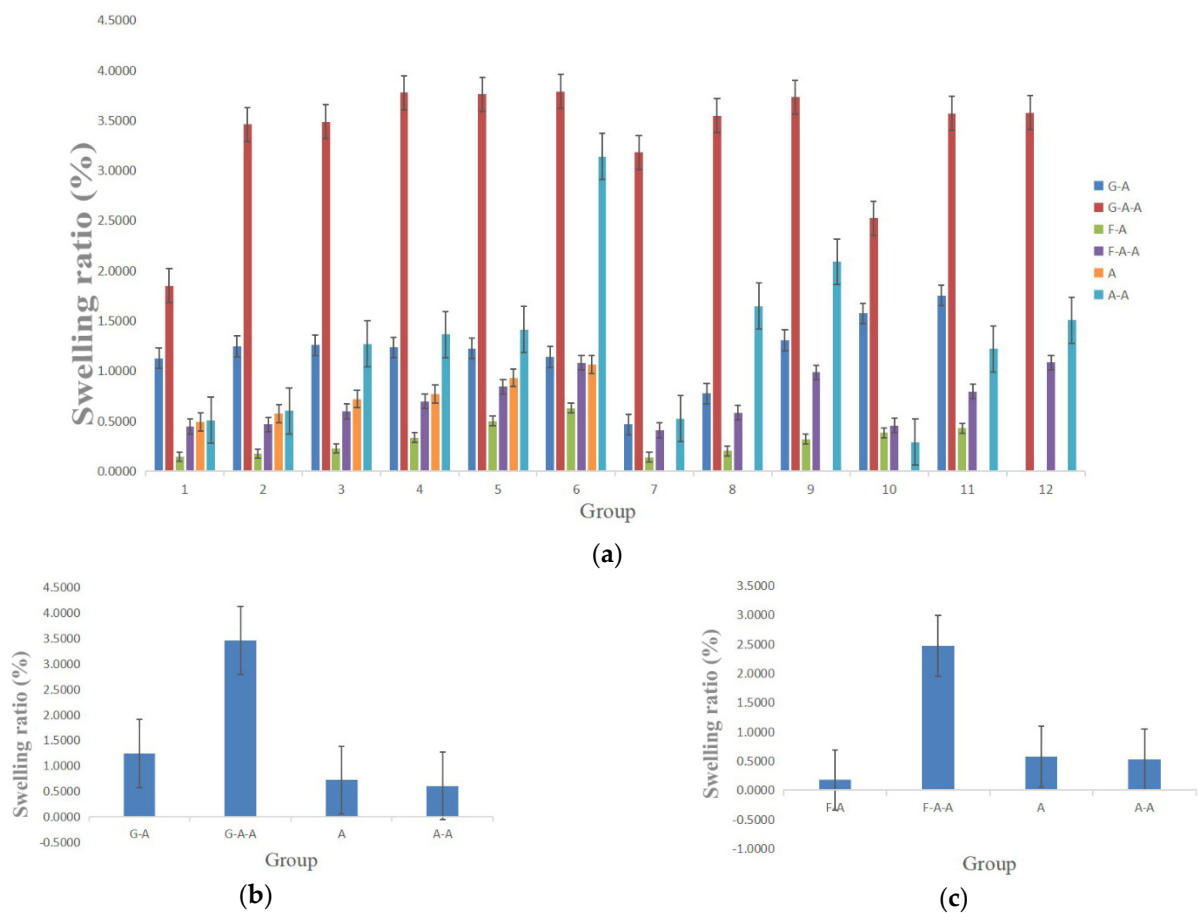 4.5000
4.0000
3.5000
3.0000
2.5000
2.0000
1.5000
1.0000
0.5000
0.0000
Swelling ratio (%)
1 2 3 4 5 6 7 8 9 10 11 12
Group
G-A
G-A-A
F-A
F-A-A
A
A-A
(a)
4.5000
4.0000
3.5000
3.0000
2.5000
2.0000
1.5000
1.0000
0.5000
0.0000
-0.5000
Swelling ratio (%)
G-A G-A-A A A-A
Group
(b)
3.5000
3.0000
2.5000
2.0000
1.5000
1.0000
0.5000
0.0000
-0.5000
-1.0000
Swelling ratio (%)
F-A F-A-A A A-A
Group
(c)